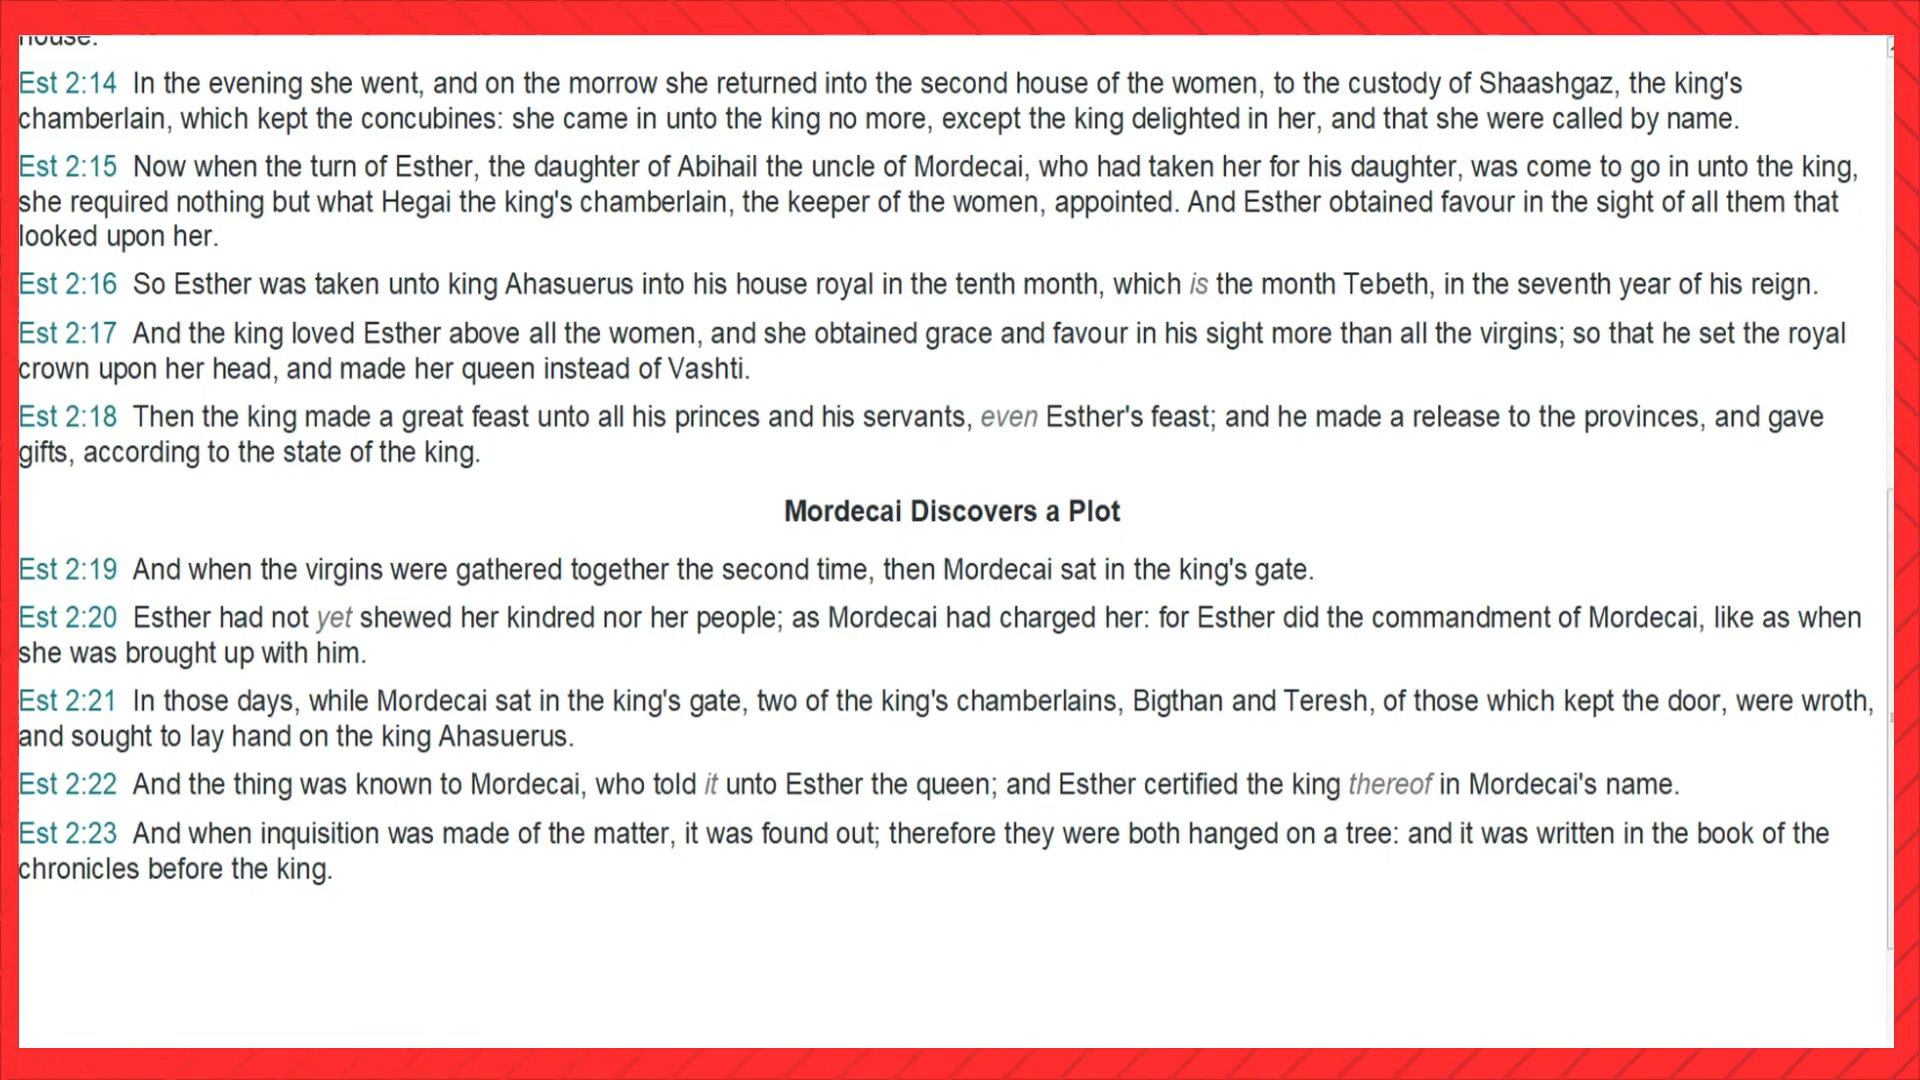 house.
Est 2:14 In the evening she went, and on the morrow she returned into the second house of the women, to the custody of Shaashgaz, the king's
chamberlain, which kept the concubines: she came in unto the king no more, except the king delighted in her, and that she were called by name.
Est 2:15 Now when the turn of Esther, the daughter of Abihail the uncle of Mordecai, who had taken her for his daughter, was come to go in unto the king,
she required nothing but what Hegai the king's chamberlain, the keeper of the women, appointed. And Esther obtained favour in the sight of all them that
looked upon her.
Est 2:16 So Esther was taken unto king Ahasuerus into his house royal in the tenth month, which is the month Tebeth, in the seventh year of his reign.
Est 2:17 And the king loved Esther above all the women, and she obtained grace and favour in his sight more than all the virgins; so that he set the royal
crown upon her head, and made her queen instead of Vashti.
Est 2:18 Then the king made a great feast unto all his princes and his servants, even Esther's feast; and he made a release to the provinces, and gave
gifts, according to the state of the king.
Mordecai Discovers a Plot
Est 2:19 And when the virgins were gathered together the second time, then Mordecai sat in the king's gate.
Est 2:20 Esther had not yet shewed her kindred nor her people; as Mordecai had charged her: for Esther did the commandment of Mordecai, like as when
she was brought up with him.
Est 2:21 In those days, while Mordecai sat in the king's gate, two of the king's chamberlains, Bigthan and Teresh, of those which kept the door, were wroth,
and sought to lay hand on the king Ahasuerus.
Est 2:22 And the thing was known to Mordecai, who told it unto Esther the queen; and Esther certified the king thereof in Mordecai's name.
Est 2:23 And when inquisition was made of the matter, it was found out; therefore they were both hanged on a tree: and it was written in the book of the
chronicles before the king.